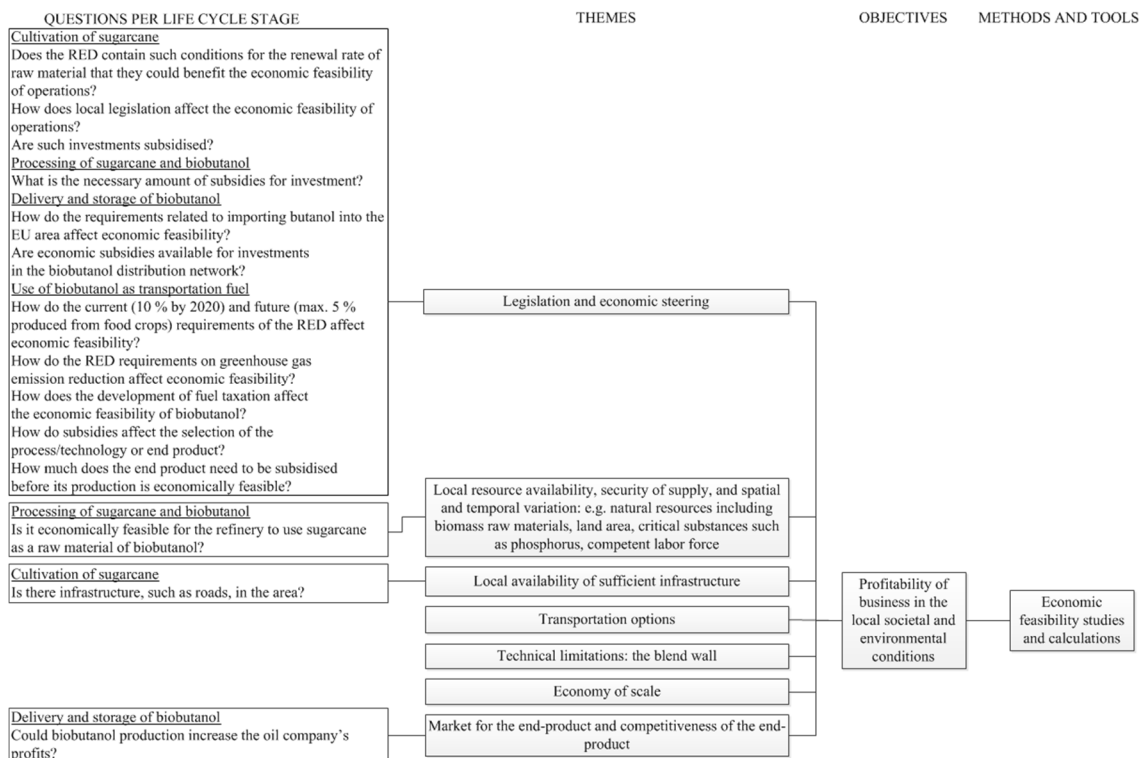 QUESTIONS PER LIFE CYCLE STAGE
THEMES
OBJECTIVES
METHODS AND TOOLS
Cultivation of sugarcane
Does the RED contain such conditions for the renewal rate of
raw material that they could benefit the economic feasibility
of operations?
How does local legislation affect the economic feasibility of
operations?
Are such investments subsidised?
Processing of sugarcane and biobutanol
What is the necessary amount of subsidies for investment?
Delivery and storage of biobutanol
How do the requirements related to importing butanol into the
EU area affect economic feasibility?
Are economic subsidies available for investments
in the biobutanol distribution network?
Use of biobutanol as transportation fuel
How do the current (10 % by 2020) and future (max. 5 %
produced from food crops) requirements of the RED affect
economic feasibility?
How do the RED requirements on greenhouse gas
emission reduction affect economic feasibility?
How does the development of fuel taxation affect
the economic feasibility of biobutanol?
How do subsidies affect the selection of the
process/technology or end product?
How much does the end product need to be subsidised
before its production is economically feasible?
Legislation and economic steering
Processing of sugarcane and biobutanol
Is it economically feasible for the refinery to use sugarcane
as a raw material of biobutanol?
Local resource availability, security of supply, and spatial
and temporal variation: e.g. natural resources including
biomass raw materials, land area, critical substances such
as phosphorus, competent labor force
Cultivation of sugarcane
Is there infrastructure, such as roads, in the area?
Local availability of sufficient infrastructure
Transportation options
Technical limitations: the blend wall
Economy of scale
Delivery and storage of biobutanol
Could biobutanol production increase the oil company's
profits?
Market for the end-product and competitiveness of the end-
product
Profitability of
business in the
local societal and
environmental
conditions
Economic
feasibility studies
and calculations